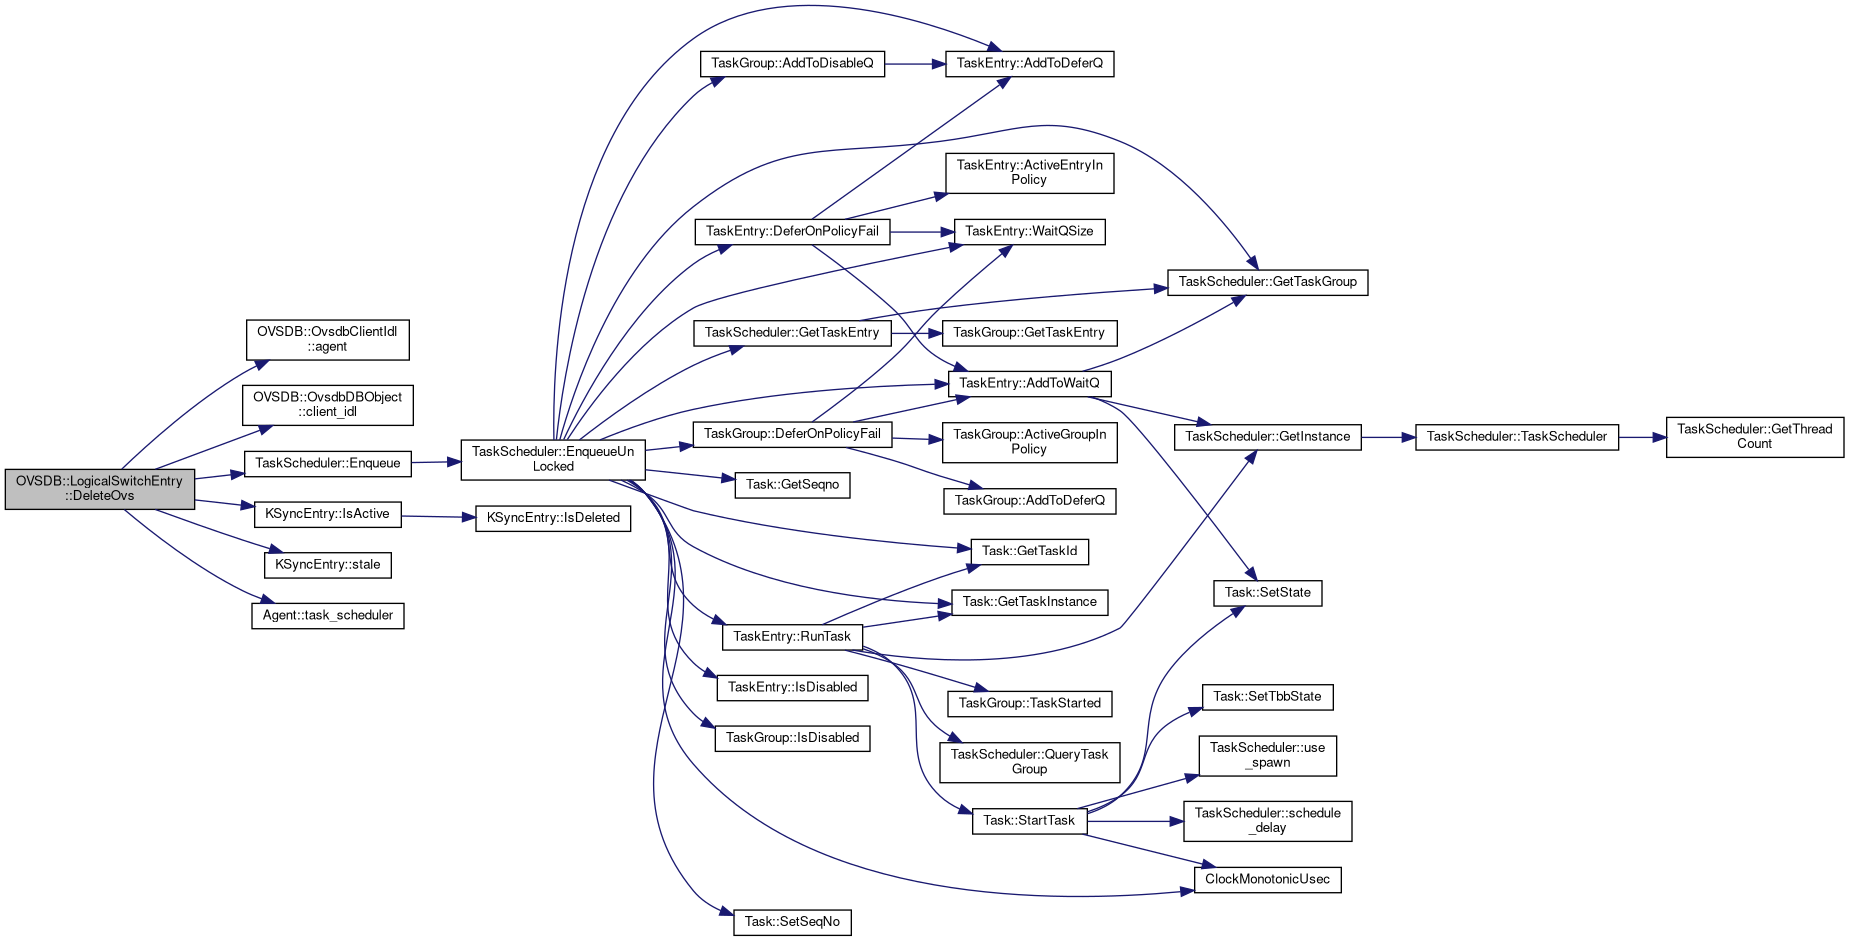 OVSDB::LogicalSwitchEntry
::DeleteOvs
OVSDB::OvsdbClientIdl
::agent
OVSDB::OvsdbDBObject
::client_idl
TaskScheduler::Enqueue
KSyncEntry::IsActive
KSyncEntry::stale
Agent::task_scheduler
TaskScheduler::EnqueueUn
Locked
KSyncEntry::IsDeleted
TaskGroup::AddToDisableQ
TaskEntry::DeferOnPolicyFail
TaskScheduler::GetTaskEntry
TaskGroup::DeferOnPolicyFail
Task::GetSeqno
TaskEntry::RunTask
TaskEntry::IsDisabled
TaskGroup::IsDisabled
Task::SetSeqNo
TaskEntry::AddToDeferQ
TaskEntry::ActiveEntryIn
Policy
TaskEntry::WaitQSize
TaskGroup::GetTaskEntry
TaskEntry::AddToWaitQ
TaskGroup::ActiveGroupIn
Policy
TaskGroup::AddToDeferQ
Task::GetTaskId
Task::GetTaskInstance
TaskGroup::TaskStarted
TaskScheduler::QueryTask
Group
Task::StartTask
TaskScheduler::GetTaskGroup
TaskScheduler::GetInstance
Task::SetState
Task::SetTbbState
TaskScheduler::use
_spawn
TaskScheduler::schedule
_delay
ClockMonotonicUsec
TaskScheduler::TaskScheduler
TaskScheduler::GetThread
Count